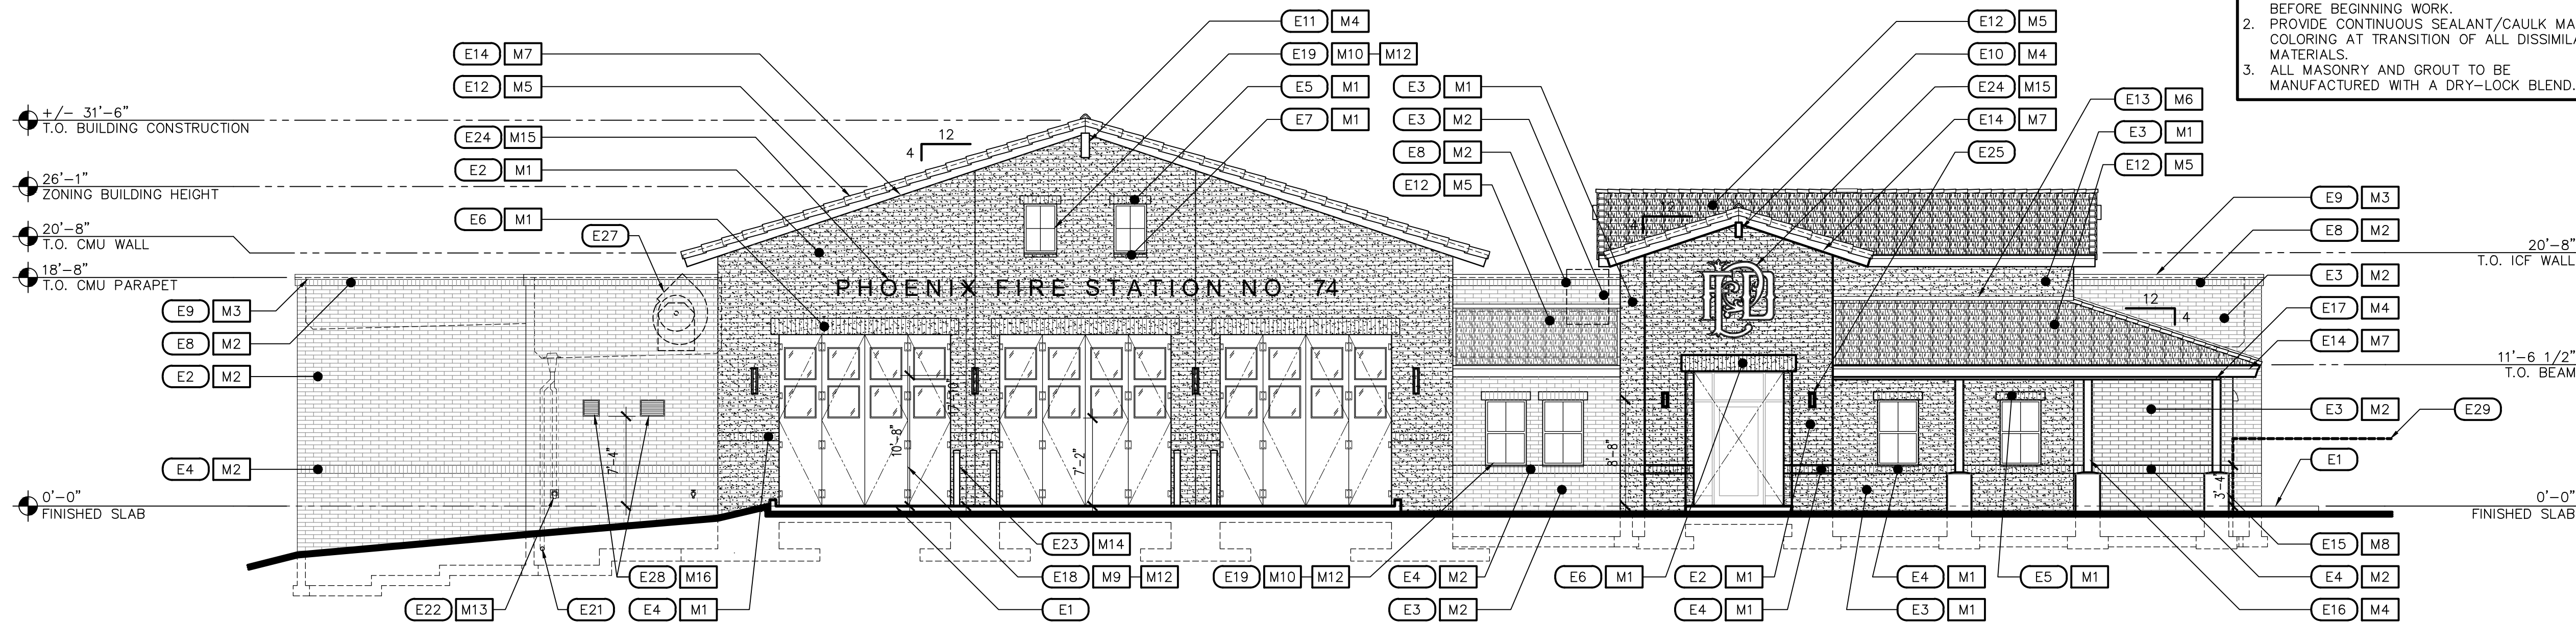 BEFORE BEGINNING WORK.
2. PROVIDE CONTINUOUS SEALANT/CAULK
COLORING AT TRANSITION OF ALL
MATERIALS.
3. ALL MASONRY AND GROUT TO BE
MANUFACTURED WITH A DRY-LOCK BLEND.
+/- 31'-6"
T.O. BUILDING CONSTRUCTION
26'-1"
ZONING BUILDING HEIGHT
20'-8"
T.O. CMU WALL
18'-8"
T.O. CMU PARAPET
0'-0"
FINISHED SLAB
E14 M7
E12 M5
E24 M15
E2 M1
E6 M1
E27
E9 M3
E8 M2
E2 M2
E4 M2
E11 M4
E19 M10 M12
E5 M1
E7 M1
12
4
E3 M1
E3 M2
E8 M2
E12 M5
E12 M5
E10 M4
E24 M15
E14 M7
E25
12
4
E13 M6
E3 M1
E12 M5
E9 M3
E8 M2
E3 M2
E17 M4
E14 M7
12
4
E3 M2
E29
E1
20'-8"
T.O. ICF WALL
11'-6 1/2"
T.O. BEAM
0'-0"
FINISHED SLAB
PHOENIX FIRE STATION NO 74
FD
7'-4"
10'-8"
7'-2"
3'-4"
E23 M14
E28 M16
E18 M9 M12
E19 M10 M12
E4 M2
E6 M1
E2 M1
E4 M1
E5 M1
E15 M8
E4 M2
E22 M13
E21
E4 M1
E1
E3 M2
E4 M1
E3 M1
E16 M4